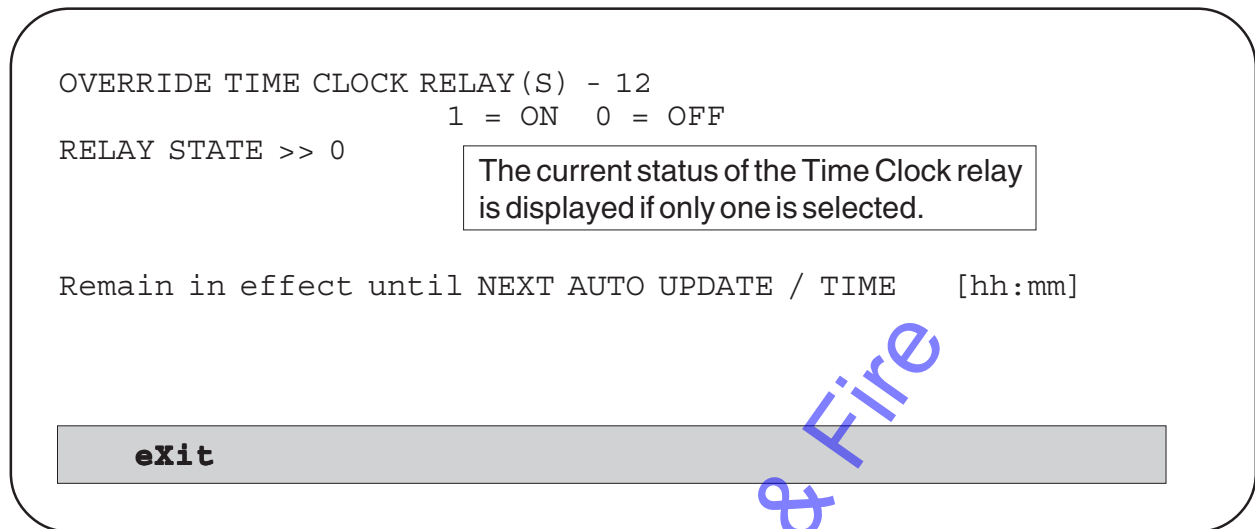 OVERRIDE TIME CLOCK RELAY(S) - 12
1 = ON 0 = OFF
RELAY STATE >> 0
The current status of the Time Clock relay
is displayed if only one is selected.
Remain in effect until NEXT AUTO UPDATE / TIME [hh:mm]
& Fire
eXit